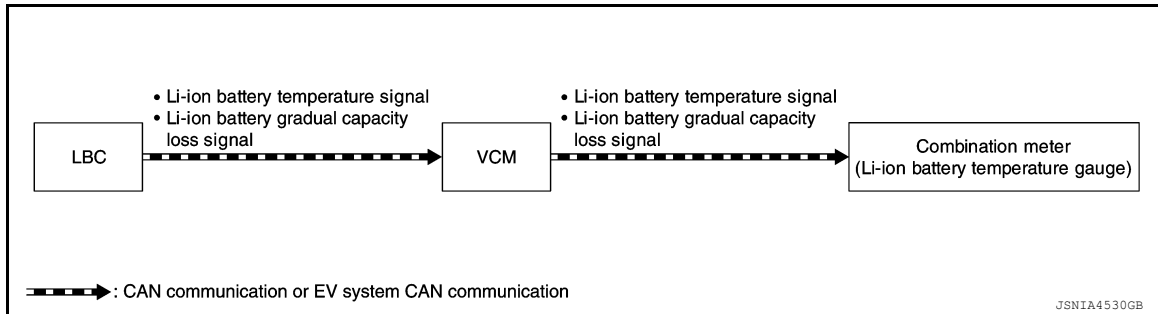 • Li-ion battery temperature signal
• Li-ion battery gradual capacity
loss signal
• Li-ion battery temperature signal
• Li-ion battery gradual capacity
loss signal
LBC
VCM
Combination meter
(Li-ion battery temperature gauge)
: CAN communication or EV system CAN communication
JSNIA4530GB